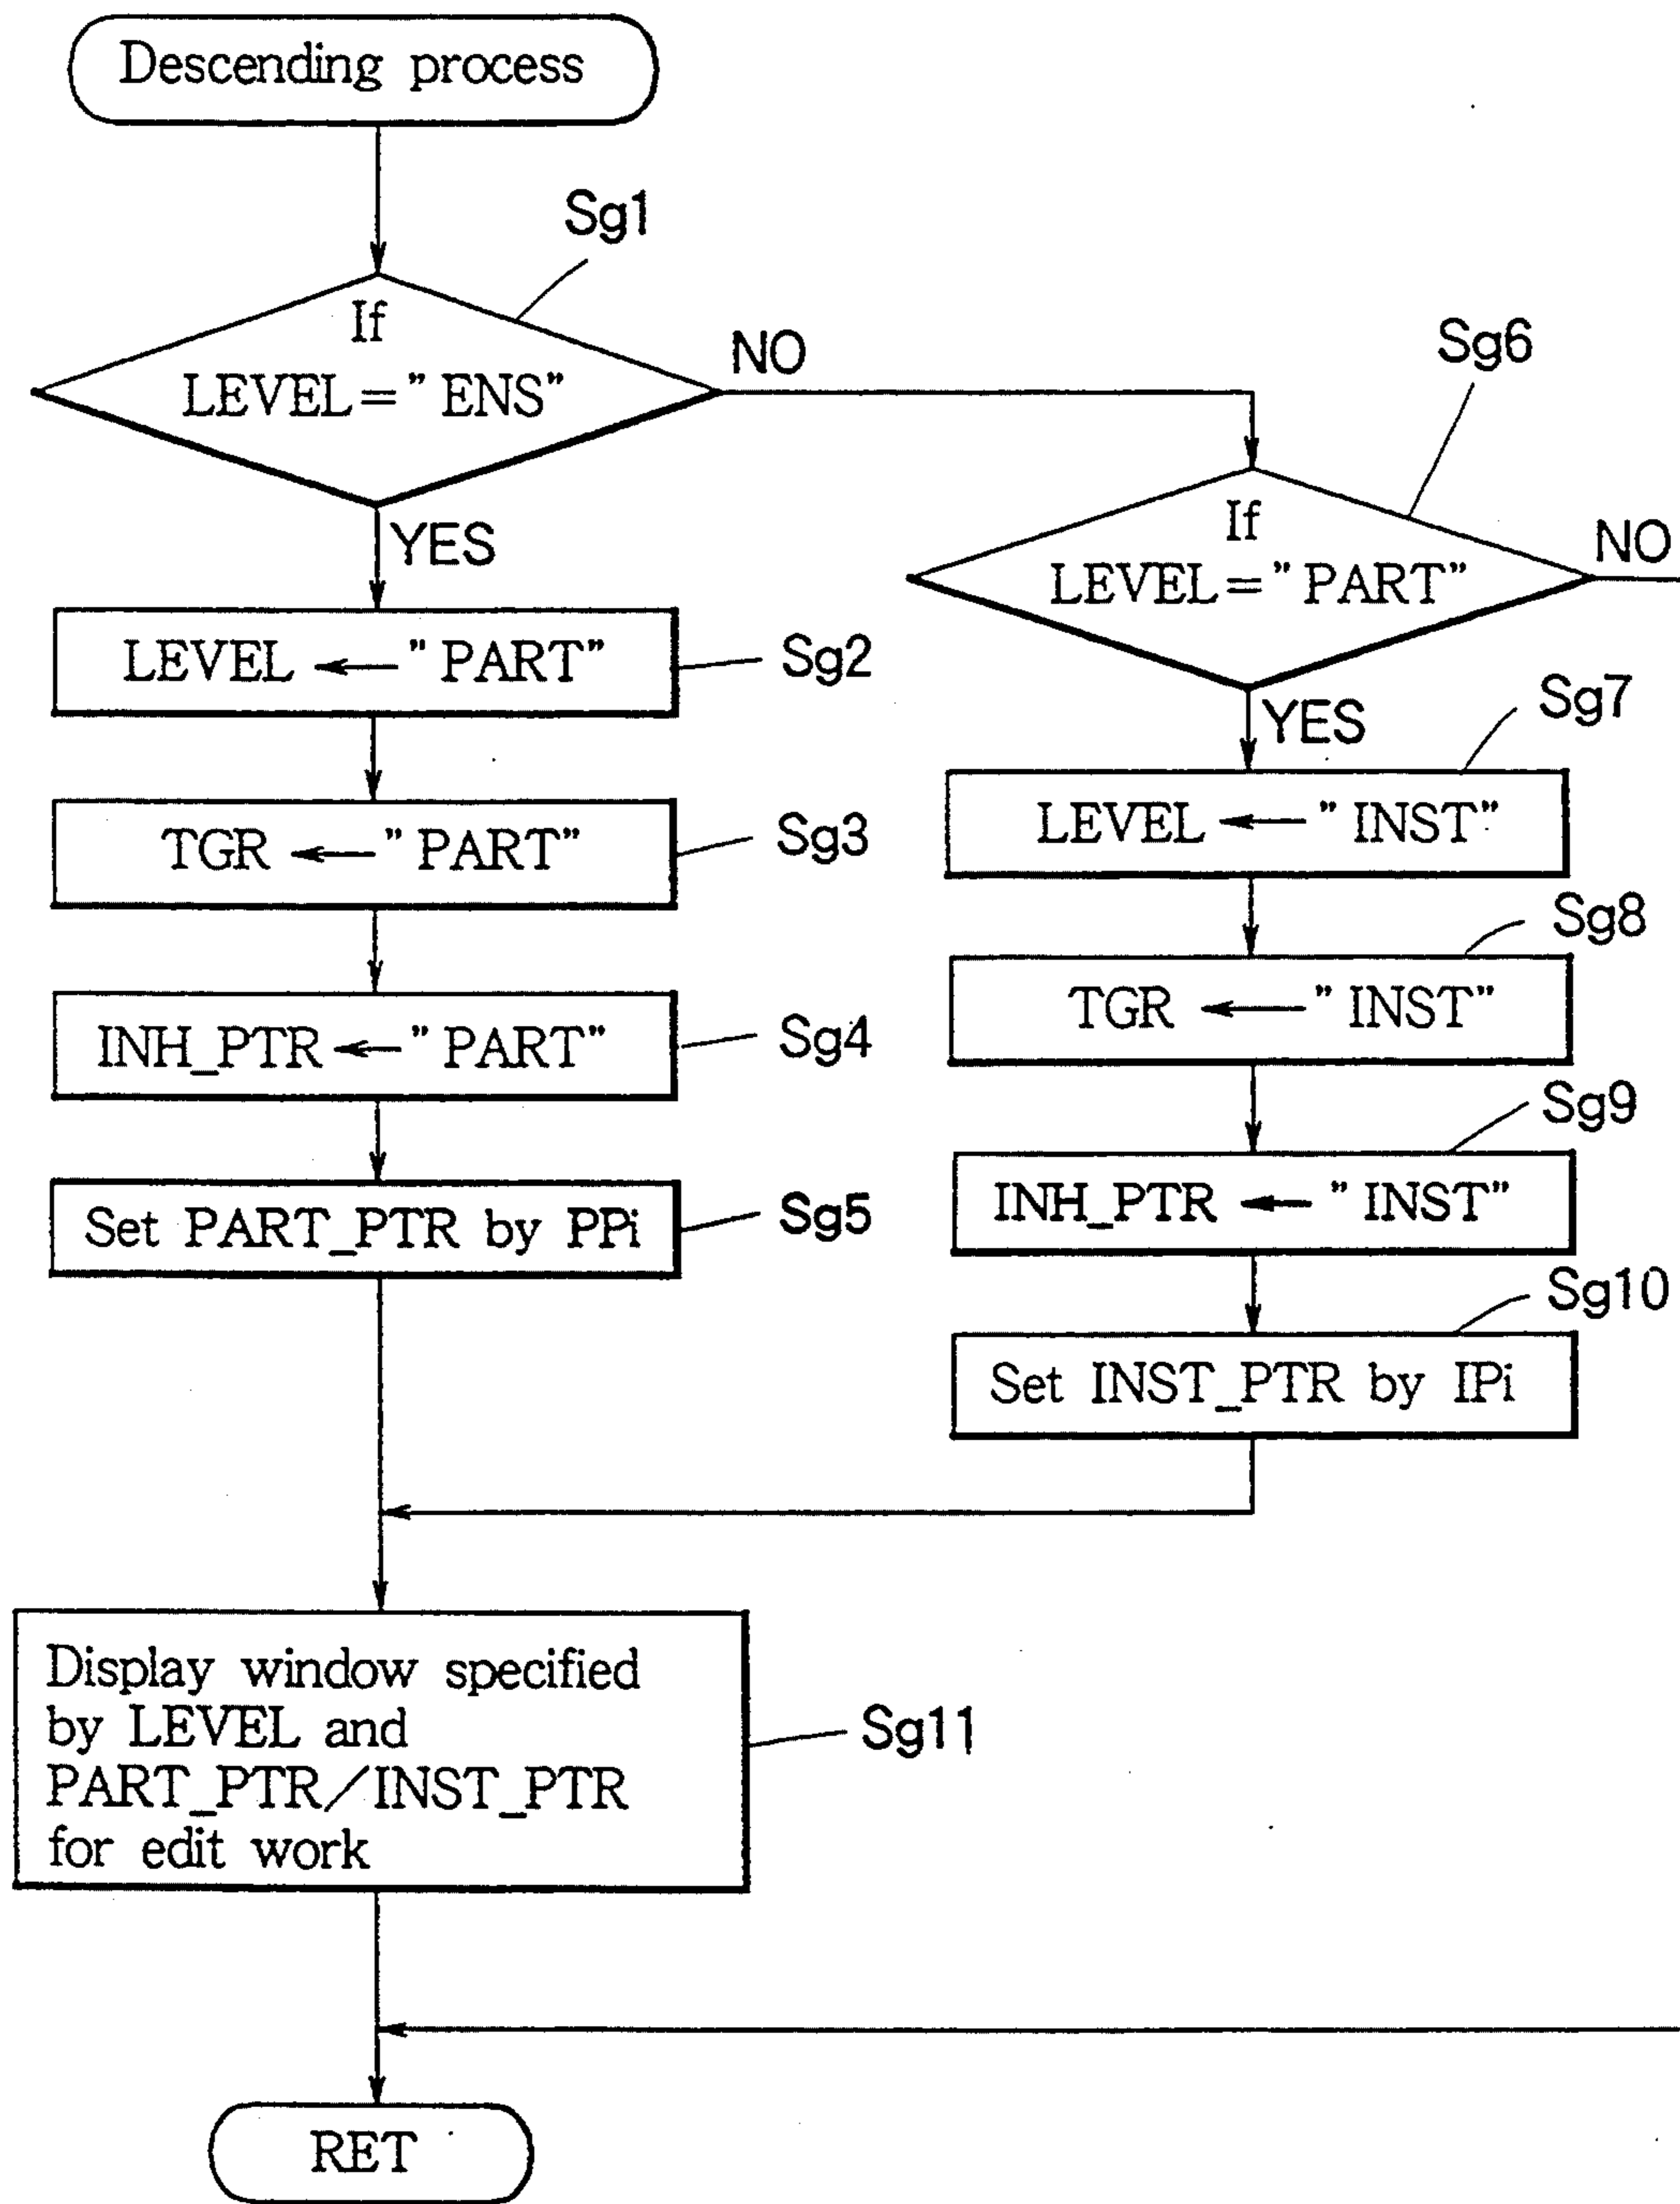 Descending process
Sg1
If
LEVEL=" ENS"
NO
YES
Sg6
If
LEVEL=" PART"
NO
YES
LEVEL ←" PART"
Sg2
TGR ←" PART"
Sg3
INH_PTR←" PART"
Sg4
Set PART_PTR by PPi
Sg5
Sg7
LEVEL ←" INST"
Sg8
TGR ←" INST"
Sg9
INH_PTR ← " INST"
Sg10
Set INST_PTR by IPi
Display window specified
by LEVEL and
PART_PTR/INST_PTR
for edit work
Sg11
RET